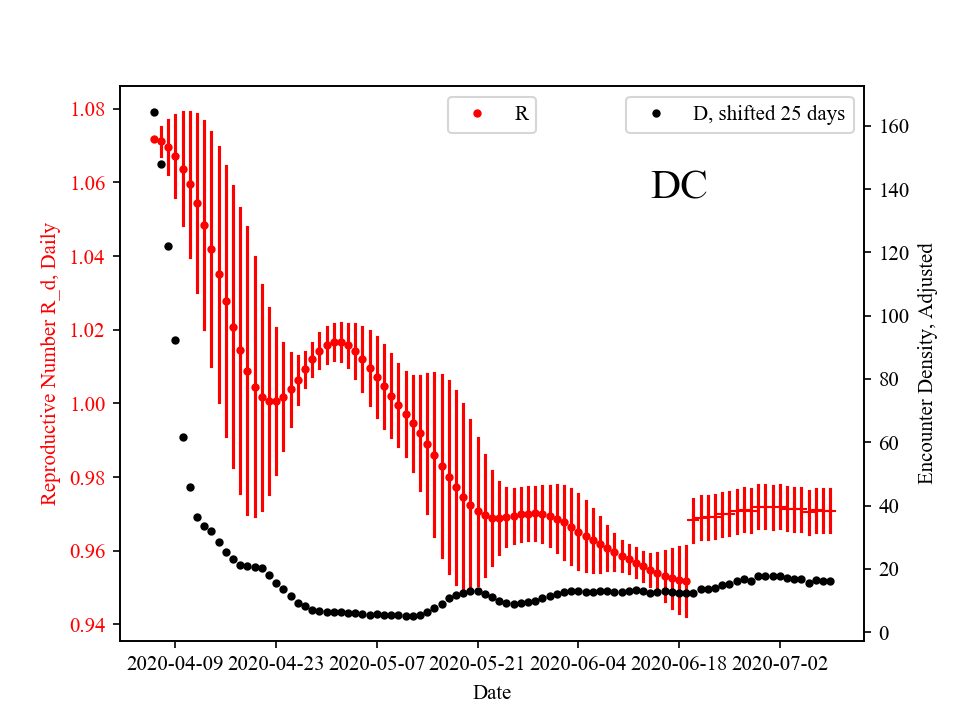 R
D, shifted 25 days
DC
Reproductive Number R_d, Daily
1.08
1.06
1.04
1.02
1.00
0.98
0.96
0.94
160
140
120
100
80
60
40
20
0
Encounter Density, Adjusted
2020-04-09 2020-04-23 2020-05-07 2020-05-21 2020-06-04 2020-06-18 2020-07-02
Date